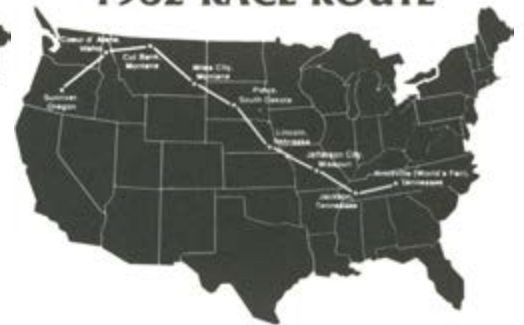 1982 RACE ROUTE
Coeur d' Alene,
Idaho
Cut Bank,
Montana
Miles City,
Montana
Sunriver
Oregon
Pierre,
South Dakota
Lincoln,
Nebraska
Jefferson City,
Missouri
Knoxville (World's Fair)
Tennessee
Jackson,
Tennessee